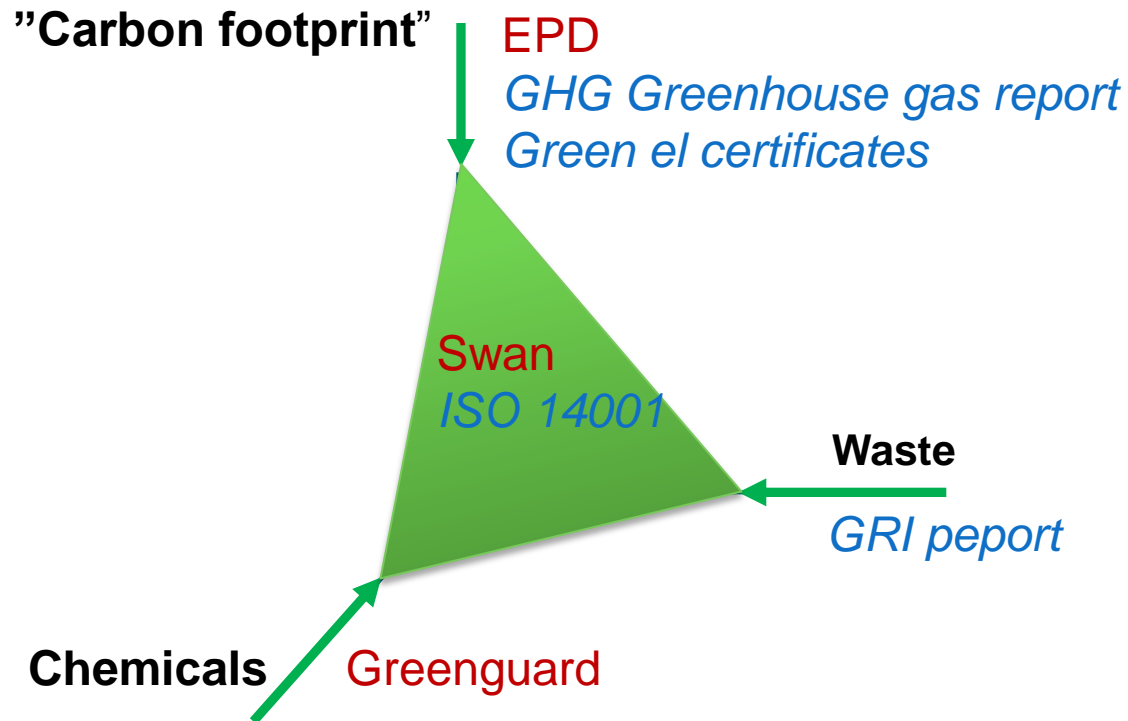 ”Carbon footprint”
EPD
GHG Greenhouse gas report
Green el certificates
Swan
ISO 14001
Waste
GRI peport
Chemicals
Greenguard